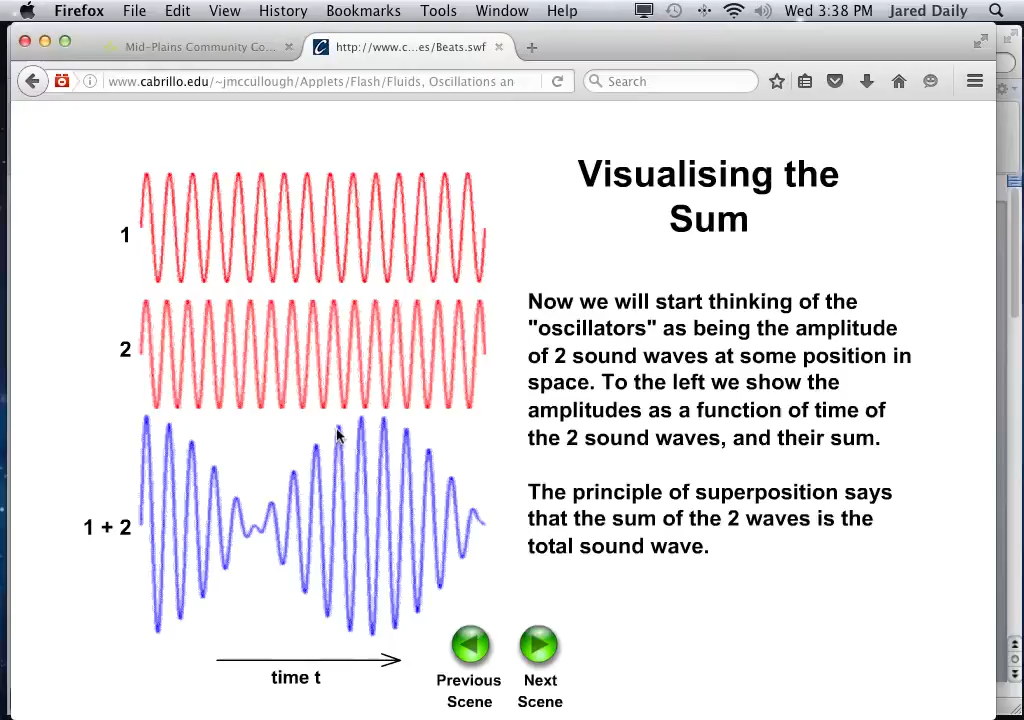 Firefox File Edit View History Bookmarks Tools Window Help Wed 3:38 PM Jared Daily
Mid-Plains Community Co... http://www.c...es/Beats.swf
www.cabrillo.edu/~jmccullough/Applets/Flash/Fluids, Oscillations an Search
Visualising the
Sum
1
2
1 + 2
time t
Now we will start thinking of the
"oscillators" as being the amplitude
of 2 sound waves at some position in
space. To the left we show the
amplitudes as a function of time of
the 2 sound waves, and their sum.
The principle of superposition says
that the sum of the 2 waves is the
total sound wave.
Previous
Scene
Next
Scene